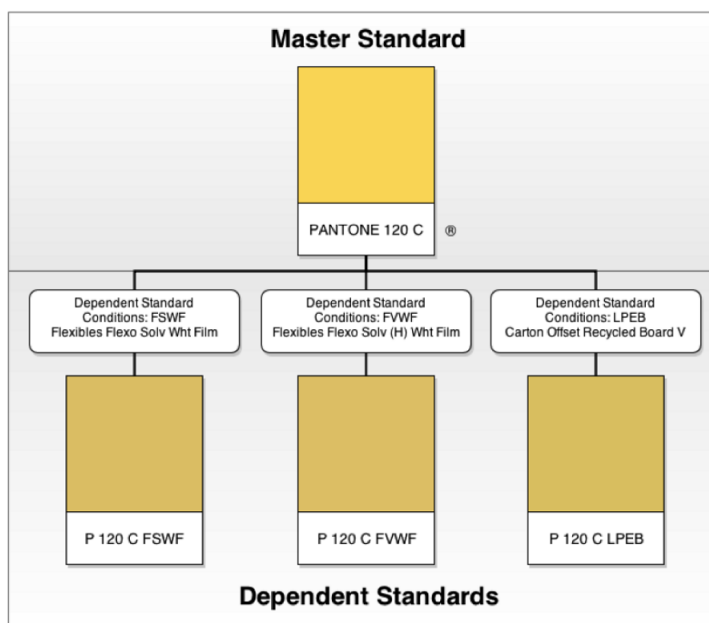 Master Standard
PANTONE 120 C ®
Dependent Standard
Conditions: FSWF
Flexibles Flexo Solv Wht Film
Dependent Standard
Conditions: FVWF
Flexibles Flexo Solv (H) Wht Film
Dependent Standard
Conditions: LPEB
Carton Offset Recycled Board V
P 120 C FSWF
P 120 C FVWF
P 120 C LPEB
Dependent Standards